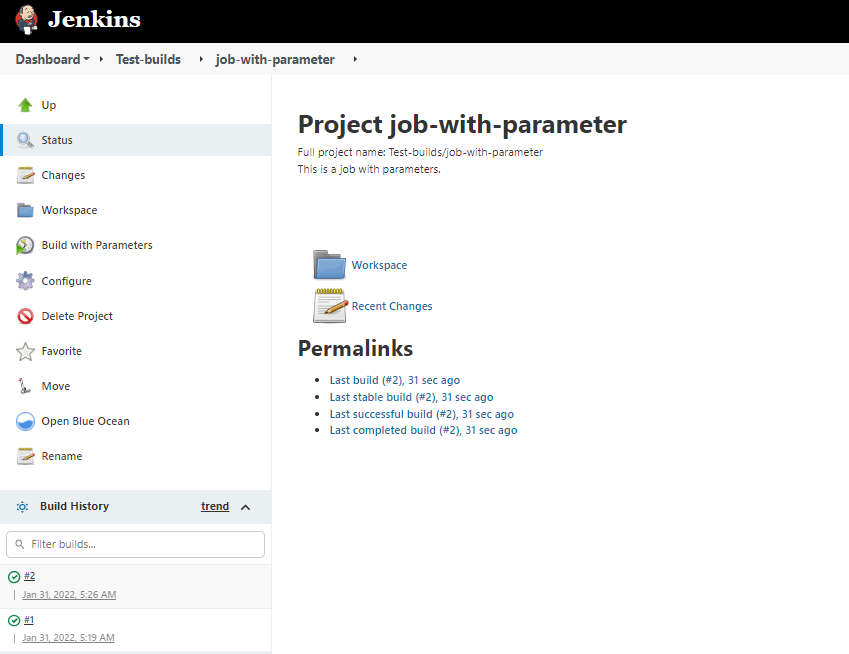 Jenkins
Dashboard
Test-builds
job-with-parameter
Up
Status
Changes
Workspace
Build with Parameters
Configure
Delete Project
Favorite
Move
Open Blue Ocean
Rename
Build History trend
Filter builds...
#2
Jan 31, 2022, 5:26 AM
#1
Jan 31, 2022, 5:19 AM
Project job-with-parameter
Full project name: Test-builds/job-with-parameter
This is a job with parameters.
Workspace
Recent Changes
Permalinks
Last build (#2), 31 sec ago
Last stable build (#2), 31 sec ago
Last successful build (#2), 31 sec ago
Last completed build (#2), 31 sec ago